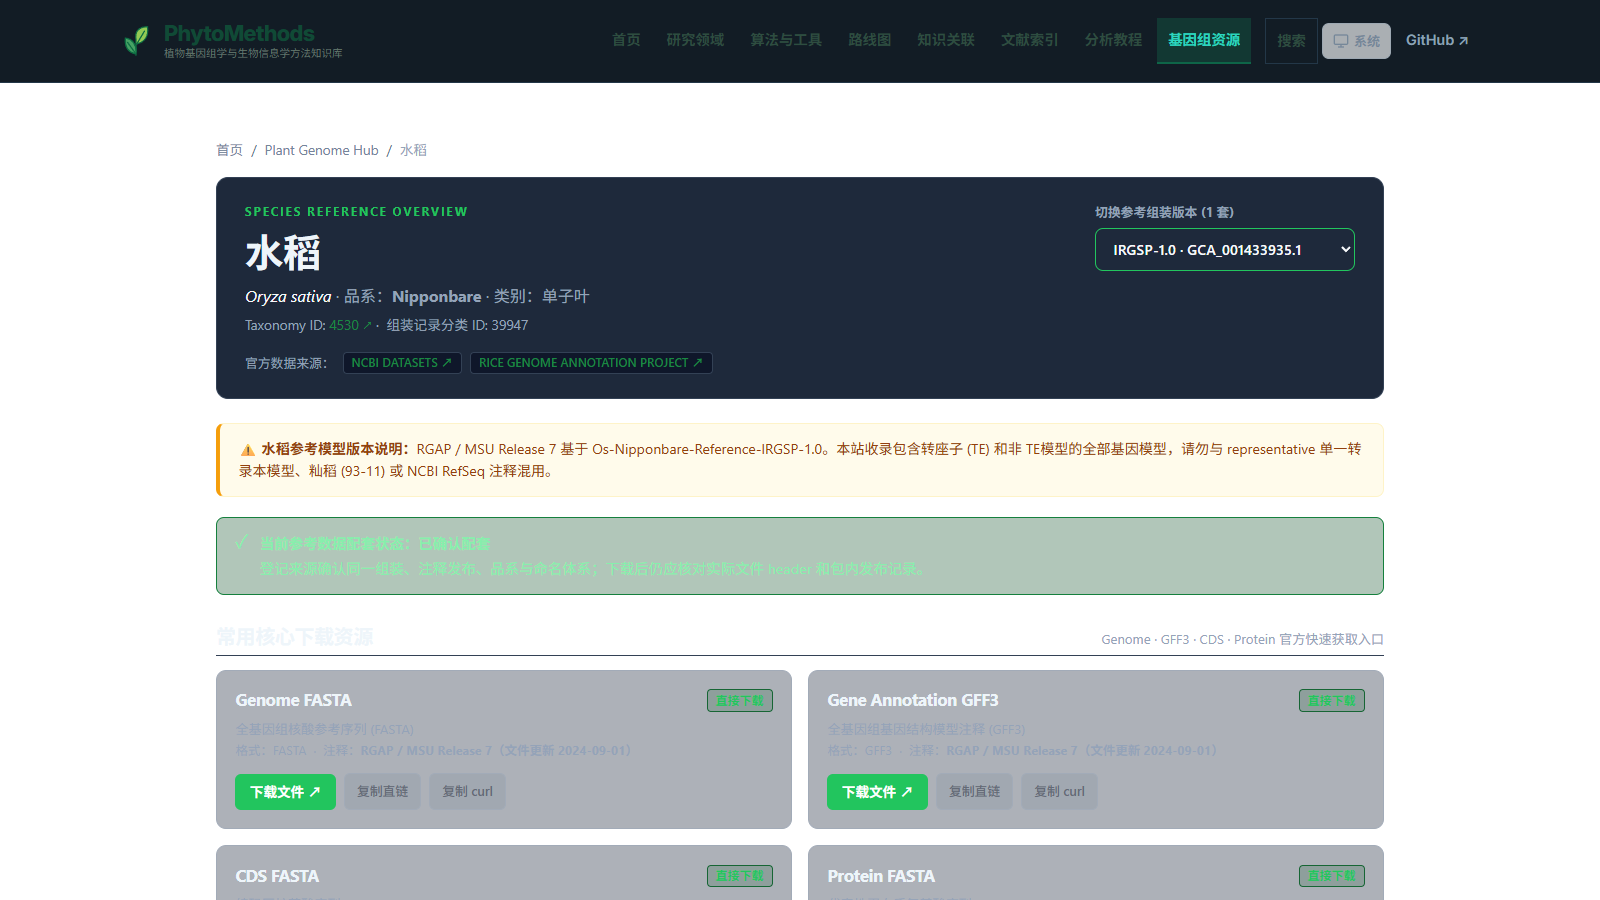 PhytoMethods
植物基因组学与生物信息学方法知识库
首页 研究领域 算法与工具 路线图 知识关联 文献索引 分析教程 基因组资源 搜索 系统 GitHub ↗
首页 / Plant Genome Hub / 水稻
SPECIES REFERENCE OVERVIEW
切换参考组装版本 (1 套)
水稻
IRGSP-1.0 · GCA_001433935.1
Oryza sativa · 品系：Nipponbare · 类别：单子叶
Taxonomy ID: 4530 ↗ · 组装记录分类 ID: 39947
官方数据来源： NCBI DATASETS ↗ RICE GENOME ANNOTATION PROJECT ↗
⚠️ 水稻参考模型版本说明：RGAP / MSU Release 7 基于 Os-Nipponbare-Reference-IRGSP-1.0。本站收录包含转座子 (TE) 和非 TE模型的全部基因模型，请勿与 representative 单一转
录本模型、籼稻 (93-11) 或 NCBI RefSeq 注释混用。
✓ 当前参考数据配套状态：已确认配套
登记来源确认同一组装、注释发布、品系与命名体系；下载后仍应核对实际文件 header 和包内发布记录。
常用核心下载资源
Genome · GFF3 · CDS · Protein 官方快速获取入口
Genome FASTA 直接下载
全基因组核酸参考序列 (FASTA)
格式：FASTA · 注释：RGAP / MSU Release 7（文件更新 2024-09-01）
下载文件 ↗ 复制直链 复制 curl
Gene Annotation GFF3 直接下载
全基因组基因结构模型注释 (GFF3)
格式：GFF3 · 注释：RGAP / MSU Release 7（文件更新 2024-09-01）
下载文件 ↗ 复制直链 复制 curl
CDS FASTA 直接下载
Protein FASTA 直接下载